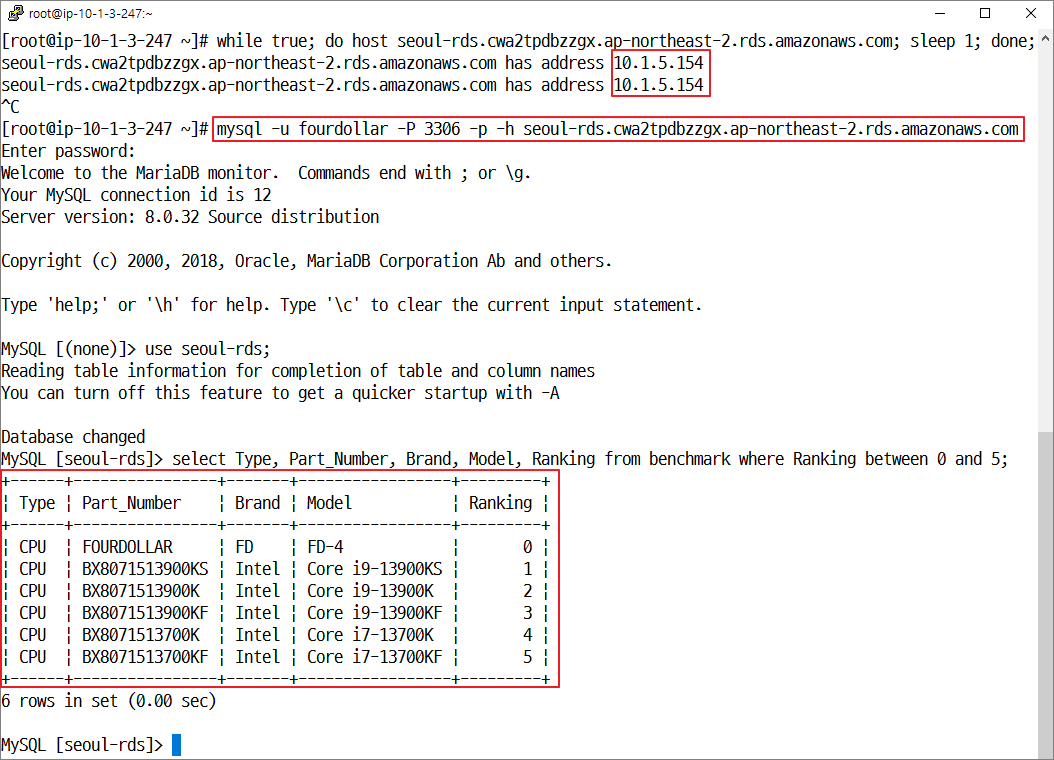 root@ip-10-1-3-247:~
[root@ip-10-1-3-247 ~]# while true; do host seoul-rds.cwa2tpdbzzgx.ap-northeast-2.rds.amazonaws.com; sleep 1; done;
seoul-rds.cwa2tpdbzzgx.ap-northeast-2.rds.amazonaws.com has address 10.1.5.154
seoul-rds.cwa2tpdbzzgx.ap-northeast-2.rds.amazonaws.com has address 10.1.5.154
^C
[root@ip-10-1-3-247 ~]# mysql -u fourdollar -P 3306 -p -h seoul-rds.cwa2tpdbzzgx.ap-northeast-2.rds.amazonaws.com
Enter password:
Welcome to the MariaDB monitor.  Commands end with ; or \g.
Your MySQL connection id is 12
Server version: 8.0.32 Source distribution

Copyright (c) 2000, 2018, Oracle, MariaDB Corporation Ab and others.

Type 'help;' or '\h' for help. Type '\c' to clear the current input statement.

MySQL [(none)]> use seoul-rds;
Reading table information for completion of table and column names
You can turn off this feature to get a quicker startup with -A

Database changed
MySQL [seoul-rds]> select Type, Part_Number, Brand, Model, Ranking from benchmark where Ranking between 0 and 5;
+------+----------------+-------+-----------------+---------+
| Type | Part_Number    | Brand | Model           | Ranking |
+------+----------------+-------+-----------------+---------+
| CPU  | FOURDOLLAR     | FD    | FD-4            |       0 |
| CPU  | BX8071513900KS | Intel | Core i9-13900KS |       1 |
| CPU  | BX8071513900K  | Intel | Core i9-13900K  |       2 |
| CPU  | BX8071513900KF | Intel | Core i9-13900KF |       3 |
| CPU  | BX8071513700K  | Intel | Core i7-13700K  |       4 |
| CPU  | BX8071513700KF | Intel | Core i7-13700KF |       5 |
+------+----------------+-------+-----------------+---------+
6 rows in set (0.00 sec)

MySQL [seoul-rds]>